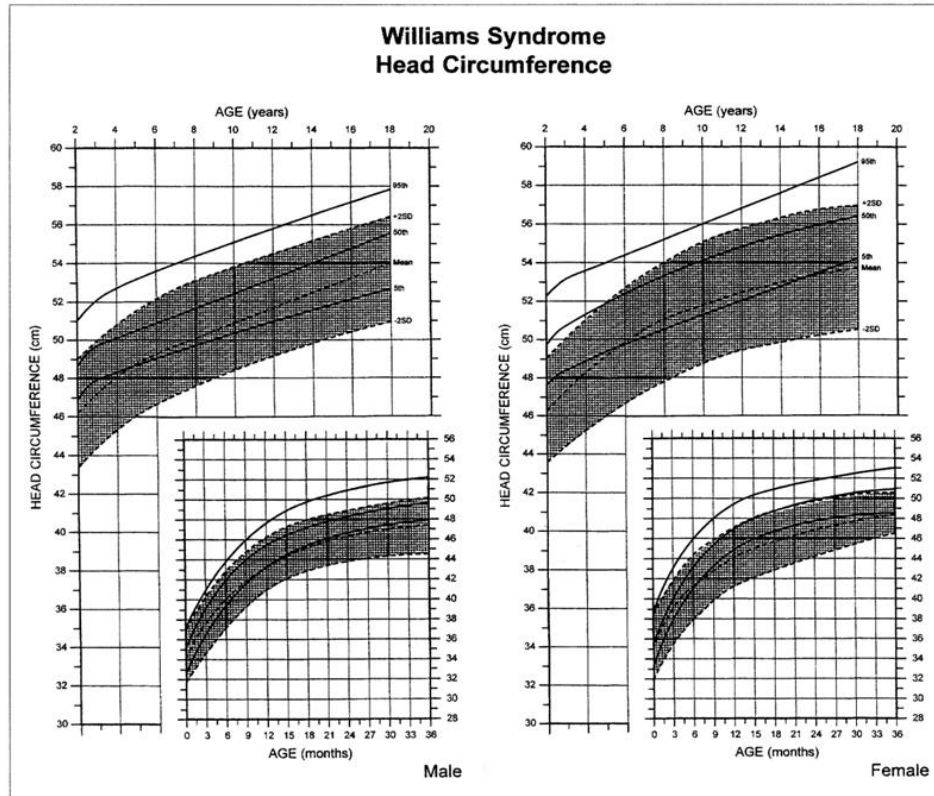 Williams Syndrome
Head Circumference
AGE (years)
2 4 6 8 10 12 14 16 18 20
60
58
56
54
52
50
48
46
44
42
40
38
36
34
32
30
HEAD CIRCUMFERENCE (cm)
95th
+2SD
50th
Mean
5th
-2SD
56
54
52
50
48
46
44
42
40
38
36
34
32
30
28
0 3 6 9 12 15 18 21 24 27 30 33 36
AGE (months)
Male
AGE (years)
2 4 6 8 10 12 14 16 18 20
60
58
56
54
52
50
48
46
44
42
40
38
36
34
32
30
HEAD CIRCUMFERENCE (cm)
95th
+2SD
50th
5th
Mean
-2SD
56
54
52
50
48
46
44
42
40
38
36
34
32
30
28
0 3 6 9 12 15 18 21 24 27 30 33 36
AGE (months)
Female